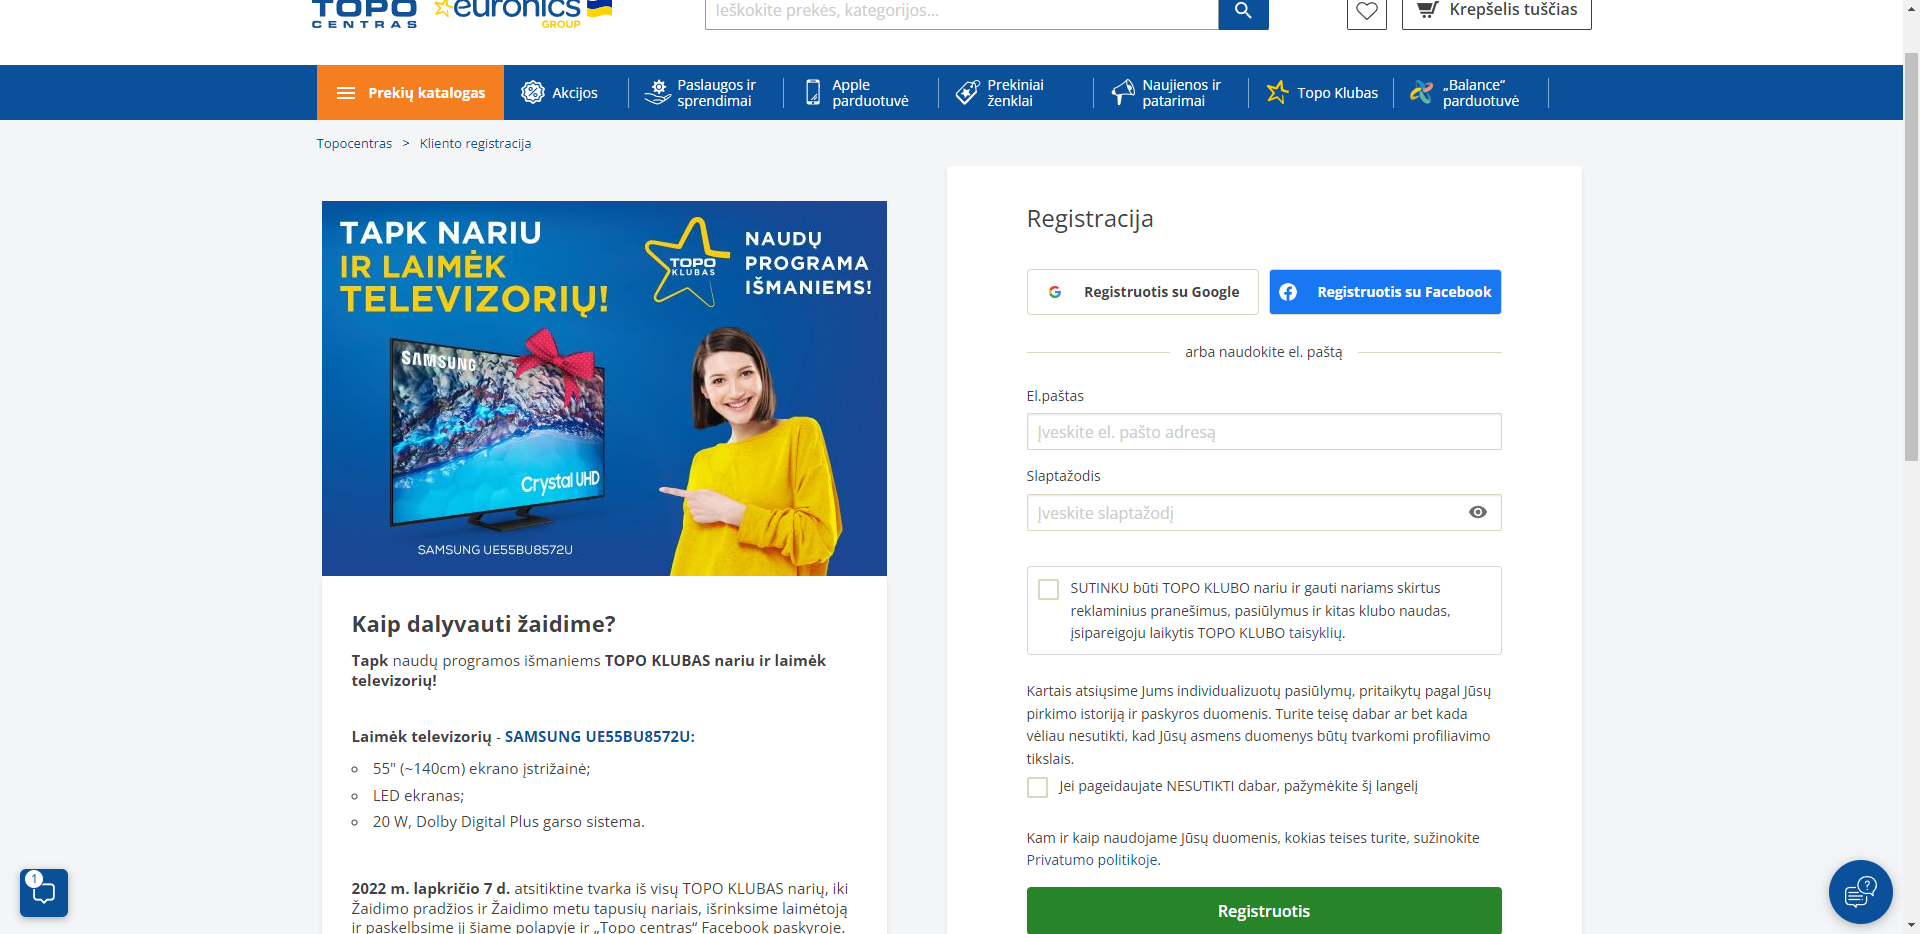 TOPO
CENTRAS
euronics
GROUP
Ieškokite prekės, kategorijos...
Krepšelis tuščias
Prekių katalogas
Akcijos
Paslaugos ir
sprendimai
Apple
parduotuvė
Prekiniai
ženklai
Naujienos ir
patarimai
Topo Klubas
„Balance“
parduotuvė
Topocentras > Kliento registracija
TAPK NARIU
IR LAIMĖK
TELEVIZORIŲ!
TOPO
KLUBAS
NAUDŲ
PROGRAMA
IŠMANIEMS!
SAMSUNG
Crystal UHD
SAMSUNG UE55BU8572U
Kaip dalyvauti žaidime?
Tapk naudų programos išmaniems TOPO KLUBAS nariu ir laimėk
televizorių!
Laimėk televizorių - SAMSUNG UE55BU8572U:
55" (~140cm) ekrano įstrižainė;
LED ekranas;
20 W, Dolby Digital Plus garso sistema.
2022 m. lapkričio 7 d. atsitiktine tvarka iš visų TOPO KLUBAS narių, iki
Žaidimo pradžios ir Žaidimo metu tapusių nariais, išrinksime laimėtoją
ir paskelbsime jį šiame polapyje ir „Topo centras“ Facebook paskyroje.
1
Registracija
Registruotis su Google
Registruotis su Facebook
arba naudokite el. paštą
El.paštas
Įveskite el. pašto adresą
Slaptažodis
Įveskite slaptažodį
SUTINKU būti TOPO KLUBO nariu ir gauti nariams skirtus
reklaminius pranešimus, pasiūlymus ir kitas klubo naudas,
įsipareigoju laikytis TOPO KLUBO taisyklių.
Kartais atsiųsime Jums individualizuotų pasiūlymų, pritaikytų pagal Jūsų
pirkimo istoriją ir paskyros duomenis. Turite teisę dabar ar bet kada
vėliau nesutikti, kad Jūsų asmens duomenys būtų tvarkomi profiliavimo
tikslais.
Jei pageidaujate NESUTIKTI dabar, pažymėkite šį langelį
Kam ir kaip naudojame Jūsų duomenis, kokias teises turite, sužinokite
Privatumo politikoje.
Registruotis
?